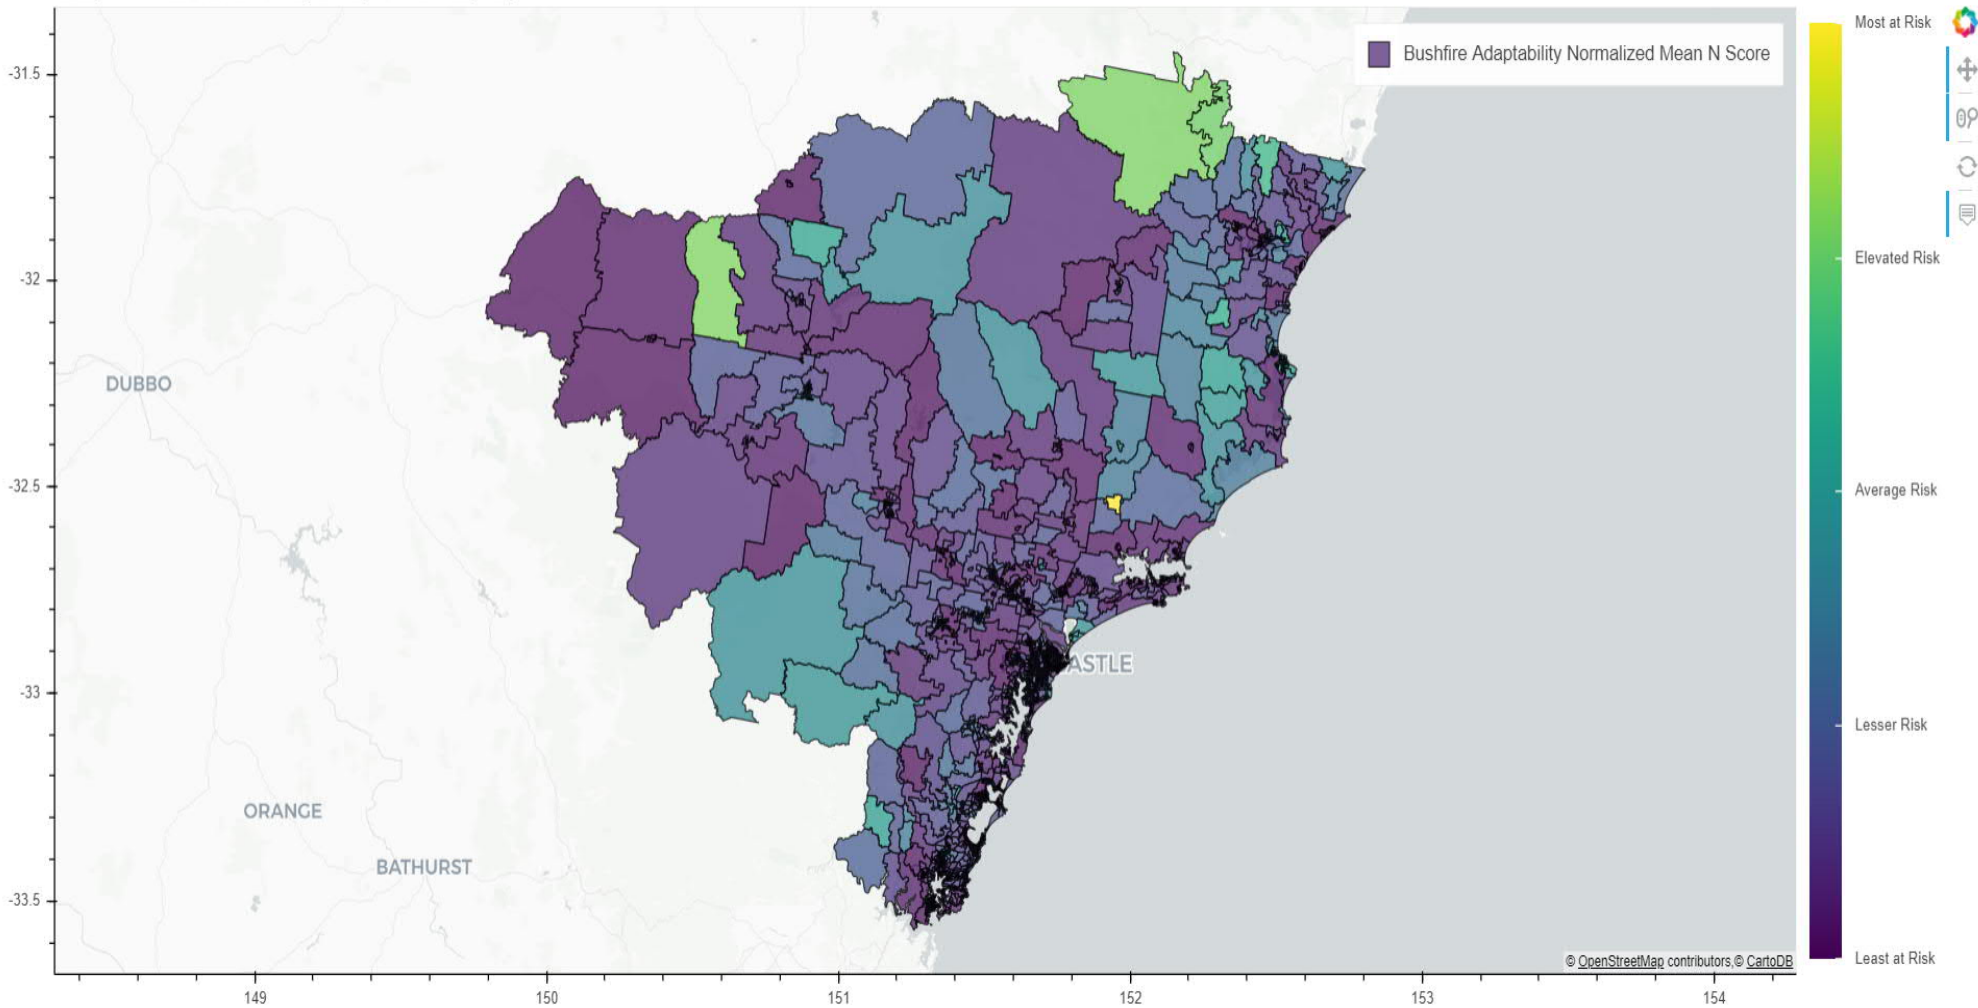 Bushfire Adaptability Normalized Mean N Score
Most at Risk
Elevated Risk
Average Risk
Lesser Risk
Least at Risk
-31.5
-32
-32.5
-33
-33.5
DUBBO
ORANGE
BATHURST
ASTLE
© OpenStreetMap contributors,© CartoDB
149
150
151
152
153
154